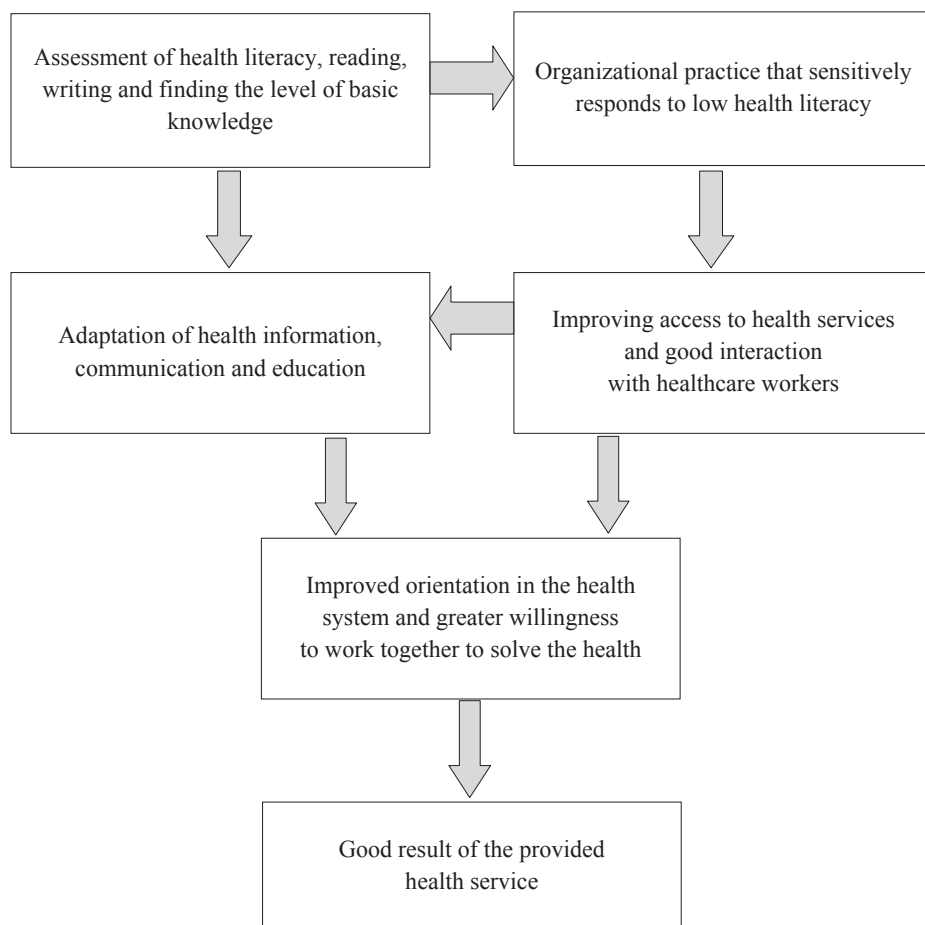 Assessment of health literacy, reading,
writing and finding the level of basic
knowledge
Organizational practice that sensitively
responds to low health literacy
Adaptation of health information,
communication and education
Improving access to health services
and good interaction
with healthcare workers
Improved orientation in the health
system and greater willingness
to work together to solve the health
Good result of the provided
health service